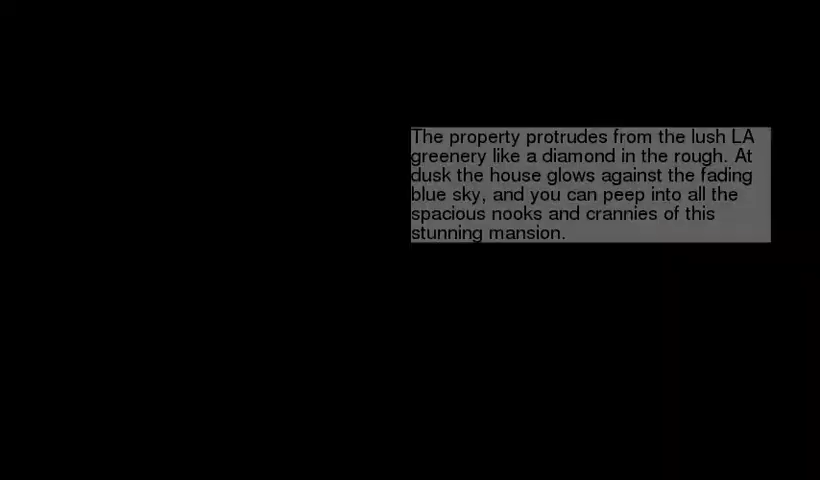 The property protrudes from the lush LA
greenery like a diamond in the rough. At
dusk the house glows against the fading
blue sky, and you can peep into all the
spacious nooks and crannies of this
stunning mansion.